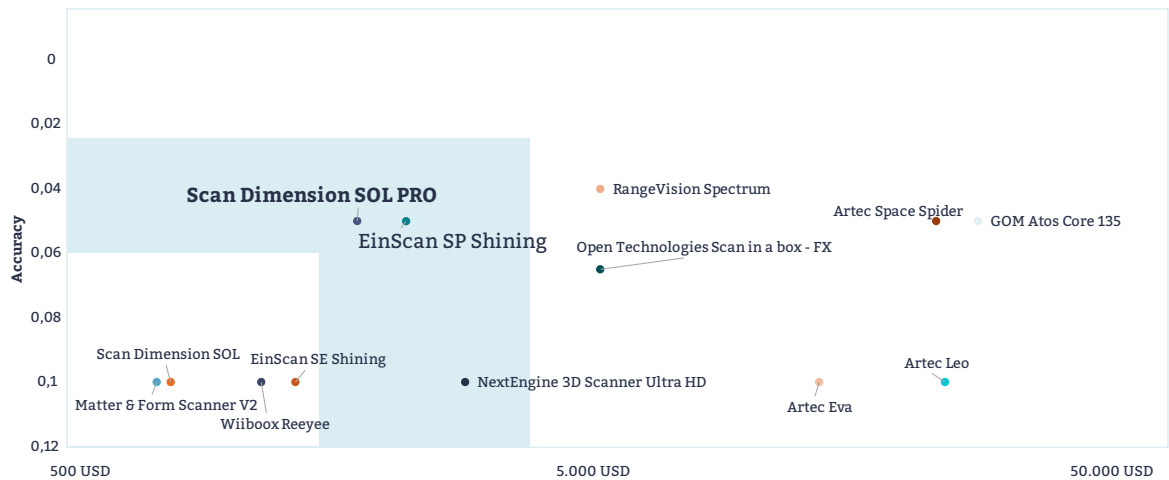 0
0,02
0,04
0,06
0,08
0,1
0,12
Accuracy
Scan Dimension SOL PRO
EinScan SP Shining
RangeVision Spectrum
Artec Space Spider
GOM Atos Core 135
Open Technologies Scan in a box - FX
Scan Dimension SOL
EinScan SE Shining
Matter & Form Scanner V2
Wiiboox Reeyee
NextEngine 3D Scanner Ultra HD
Artec Leo
Artec Eva
500 USD
5.000 USD
50.000 USD